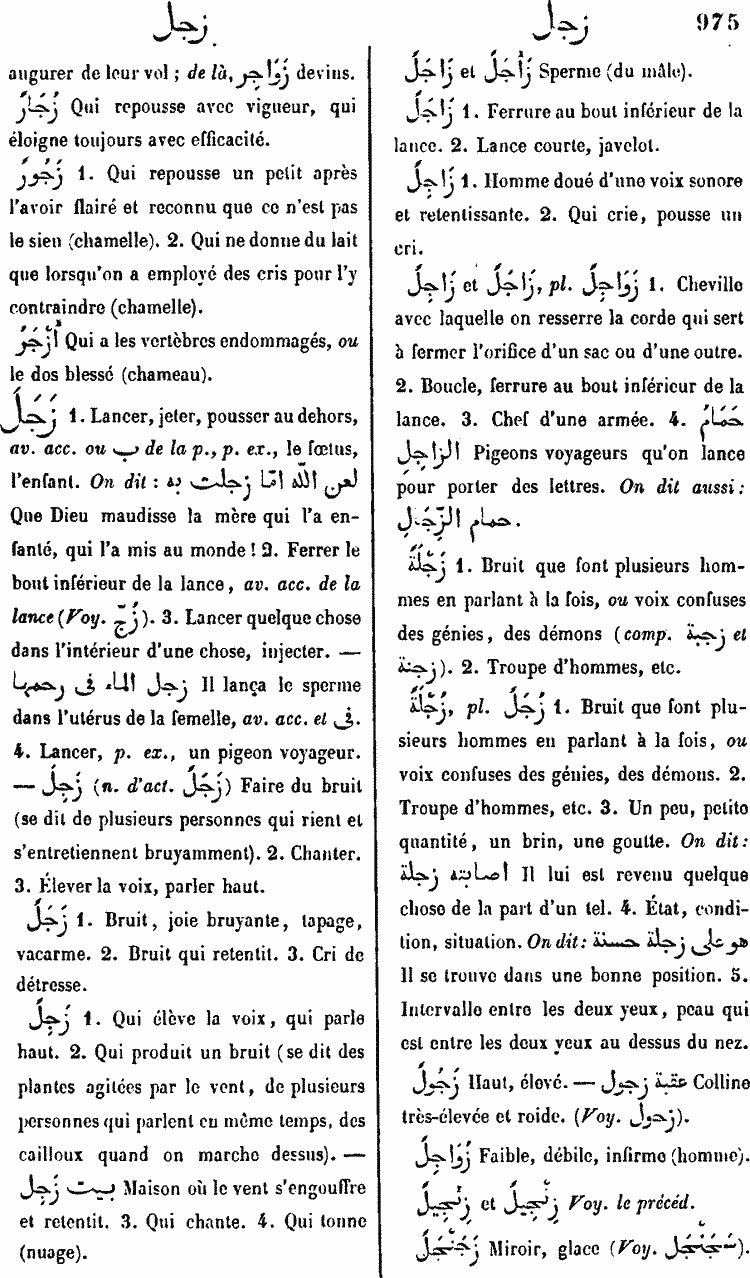 زجل
زجل
975
augurer de leur vol ; de là, زَوَاجِر devins.
زَجَّارٌ Qui repousse avec vigueur, qui
éloigne toujours avec efficacité.
زَجُورٌ 1. Qui repousse un petit après
l'avoir flairé et reconnu que ce n'est pas
le sien (chamelle). 2. Qui ne donne du lait
que lorsqu'on a employé des cris pour l'y
contraindre (chamelle).
أَزْجَرُ Qui a les vertèbres endommagés, ou
le dos blessé (chameau).
زَجَلَ 1. Lancer, jeter, pousser au dehors,
av. acc. ou ب de la p., p. ex., le fœtus,
l'enfant. On dit : لعن اللّه امّا زجلت به
Que Dieu maudisse la mère qui l'a en-
fanté, qui l'a mis au monde ! 2. Ferrer le
bout inférieur de la lance, av. acc. de la
lance (Voy. زجّ). 3. Lancer quelque chose
dans l'intérieur d'une chose, injecter. —
زجل الماء فى رحمها Il lança le sperme
dans l'utérus de la femelle, av. acc. et فى.
4. Lancer, p. ex., un pigeon voyageur.
— زَجِلَ (n. d'act. زَجَلٌ) Faire du bruit
(se dit de plusieurs personnes qui rient et
s'entretiennent bruyamment). 2. Chanter.
3. Élever la voix, parler haut.
زَجَلٌ 1. Bruit, joie bruyante, tapage,
vacarme. 2. Bruit qui retentit. 3. Cri de
détresse.
زَجِلٌ 1. Qui élève la voix, qui parle
haut. 2. Qui produit un bruit (se dit des
plantes agitées par le vent, de plusieurs
personnes qui parlent en même temps, des
cailloux quand on marche dessus). —
بيت زَجِلٌ Maison où le vent s'engouffre
et retentit. 3. Qui chante. 4. Qui tonne
(nuage).
زَاجَلٌ et زَأْجَلٌ Sperme (du mâle).
زَاجَلٌ 1. Ferrure au bout inférieur de la
lance. 2. Lance courte, javelot.
زَاجِلٌ 1. Homme doué d'une voix sonore
et retentissante. 2. Qui crie, pousse un
cri.
زَاجِلٌ et زَاجَلٌ, pl. زَوَاجِلُ 1. Cheville
avec laquelle on resserre la corde qui sert
à fermer l'orifice d'un sac ou d'une outre.
2. Boucle, ferrure au bout inférieur de la
lance. 3. Chef d'une armée. 4. حَمَامُ
الزاجِلِ Pigeons voyageurs qu'on lance
pour porter des lettres. On dit aussi :
حمام الزَّجَّالِ.
زَجْلَةٌ 1. Bruit que font plusieurs hom-
mes en parlant à la fois, ou voix confuses
des génies, des démons (comp. زجبة et
زجنة). 2. Troupe d'hommes, etc.
زُجْلَةٌ, pl. زُجَلٌ 1. Bruit que font plu-
sieurs hommes en parlant à la fois, ou
voix confuses des génies, des démons. 2.
Troupe d'hommes, etc. 3. Un peu, petite
quantité, un brin, une goutte. On dit :
اصابته زجلة Il lui est revenu quelque
chose de la part d'un tel. 4. État, condi-
tion, situation. On dit : هو على زجلة حسنة
Il se trouve dans une bonne position. 5.
Intervalle entre les deux yeux, peau qui
est entre les deux yeux au dessus du nez.
زَجُولٌ Haut, élevé. — عقبة زجول Colline
très-élevée et roide. (Voy. زحول).
زُوَاجِلٌ Faible, débile, infirme (homme).
زِنْجِيلٌ et زِئْجِيلٌ Voy. le précéd.
زَجَنْجَلٌ Miroir, glace (Voy. سَجَنْجَل).